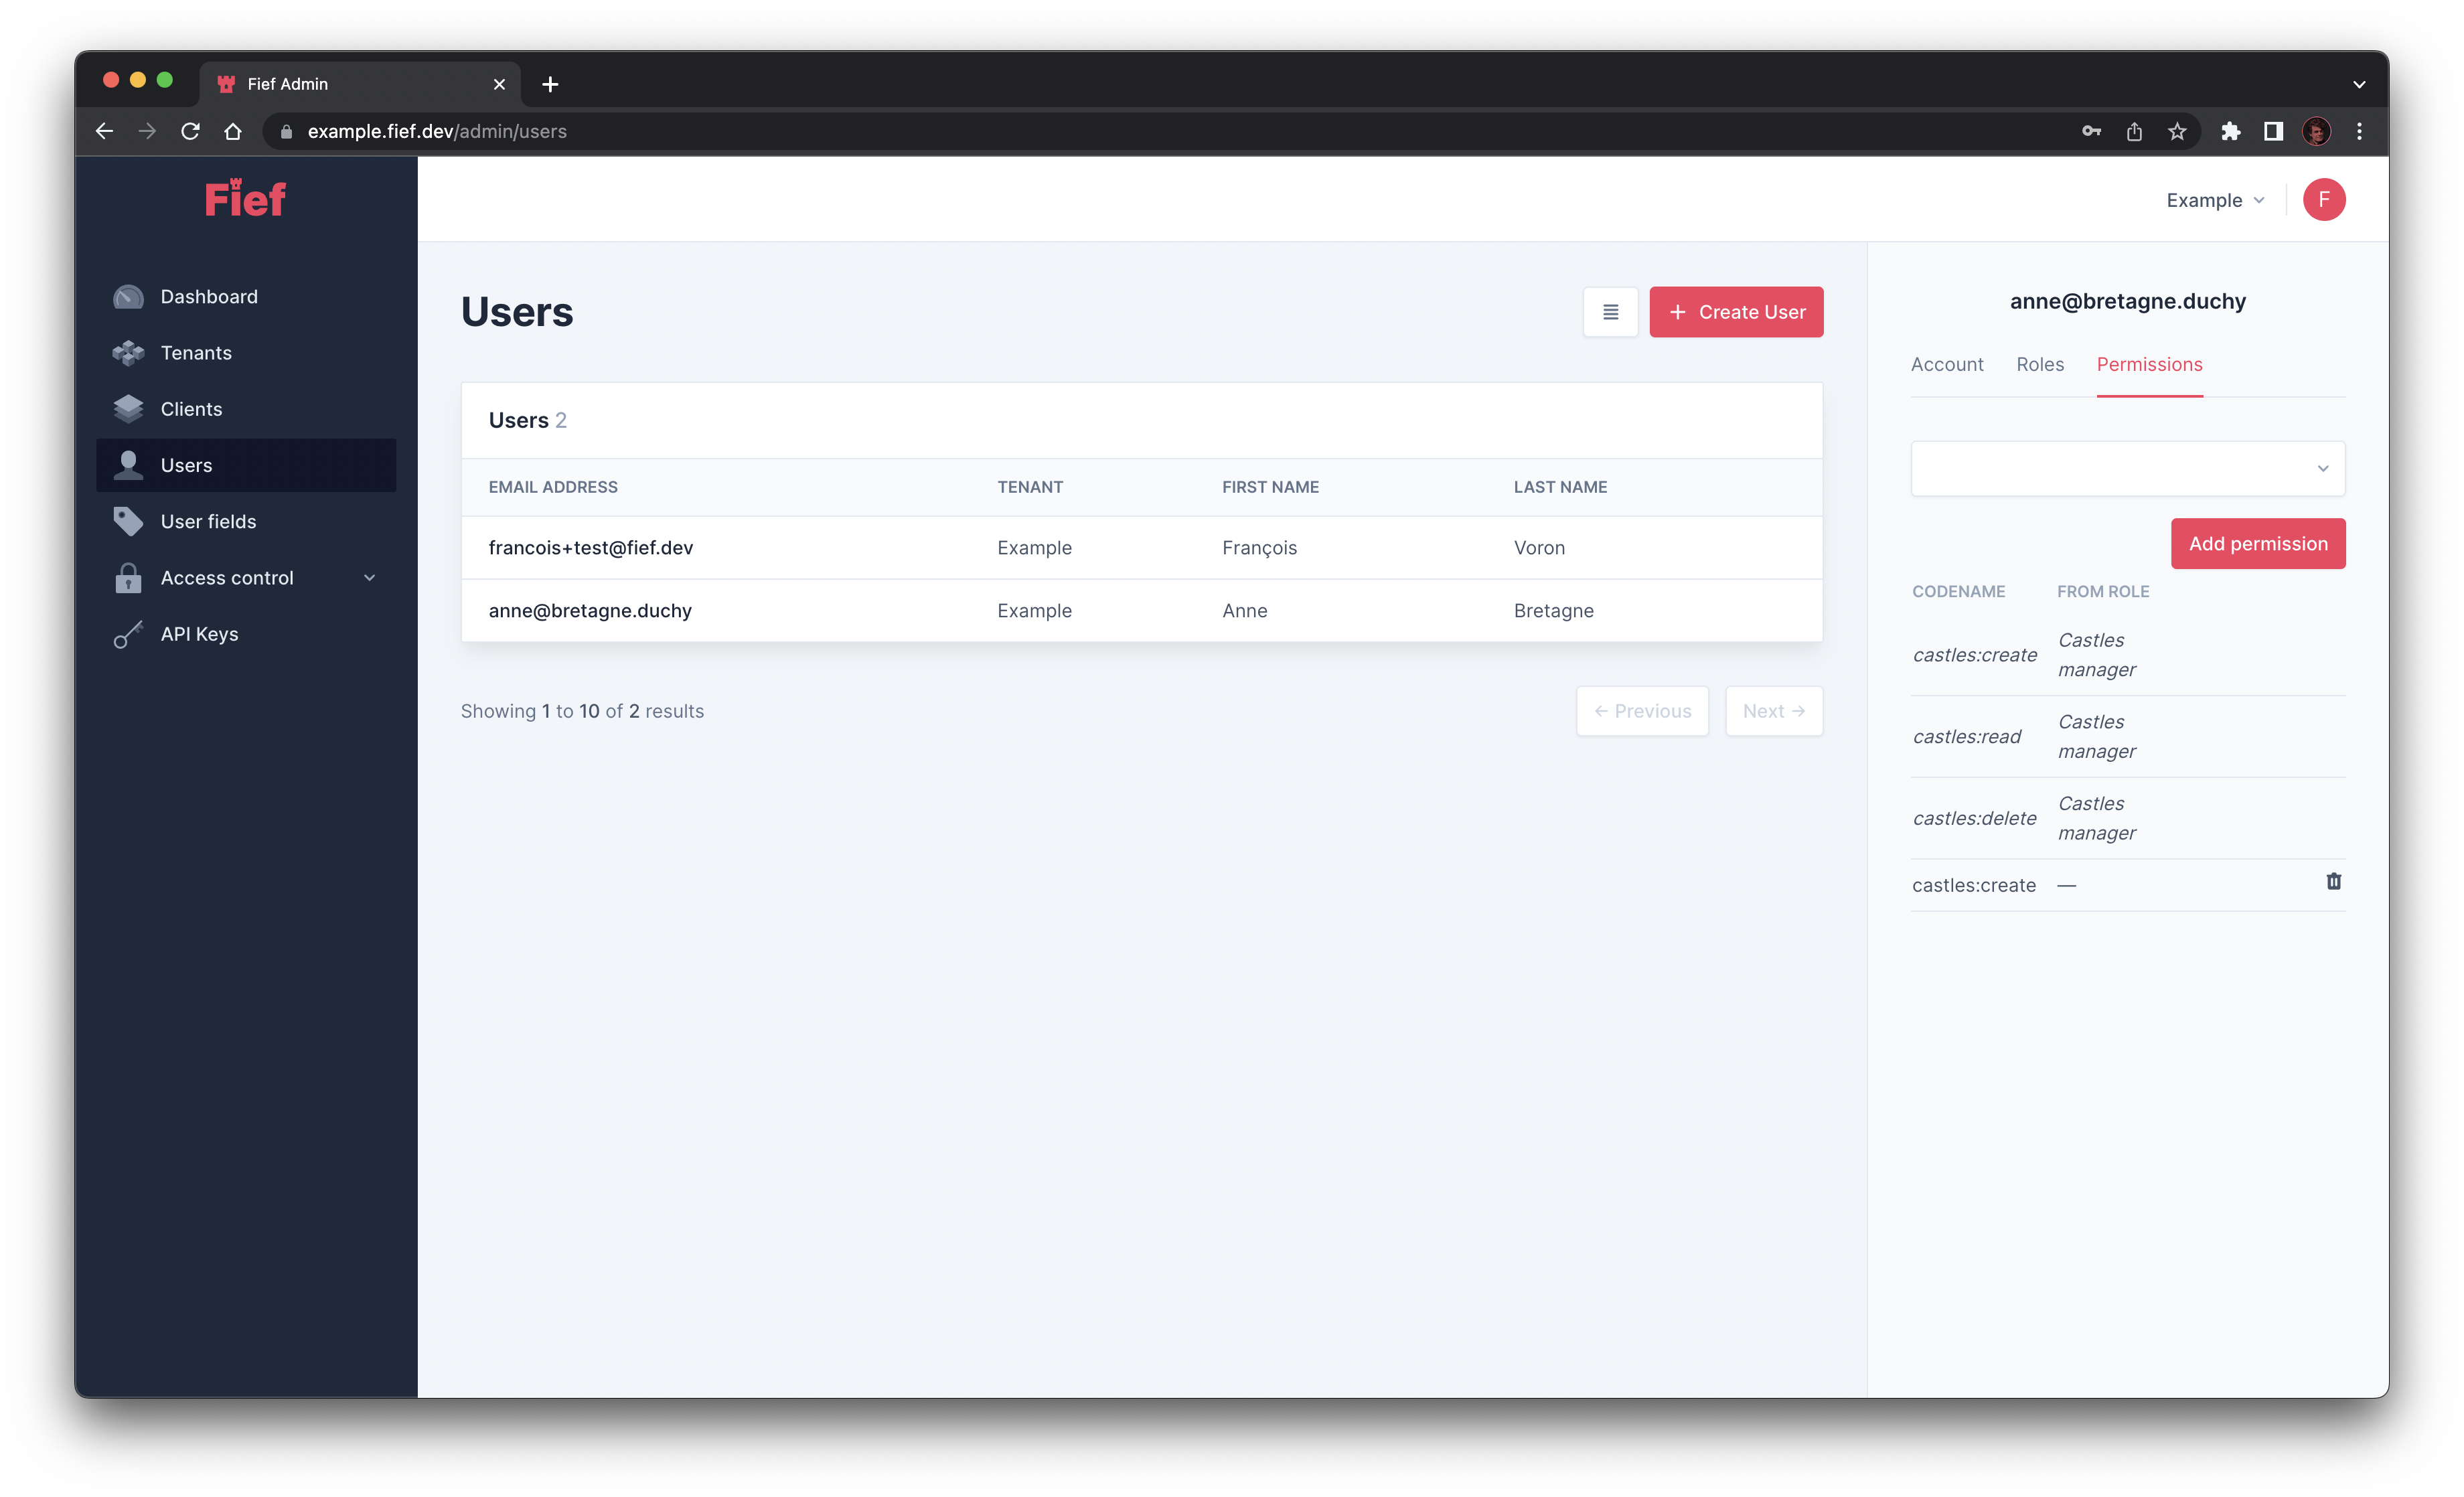 Fief Admin
example.fief.dev/admin/users
Fief
Example
F
Dashboard
Tenants
Clients
Users
User fields
Access control
API Keys
Users
Create User
Users 2
EMAIL ADDRESS TENANT FIRST NAME LAST NAME
francois+test@fief.dev Example François Voron
anne@bretagne.duchy Example Anne Bretagne
Showing 1 to 10 of 2 results
← Previous
Next →
anne@bretagne.duchy
Account Roles Permissions
Add permission
CODENAME FROM ROLE
castles:create Castles
manager
castles:read Castles
manager
castles:delete Castles
manager
castles:create —